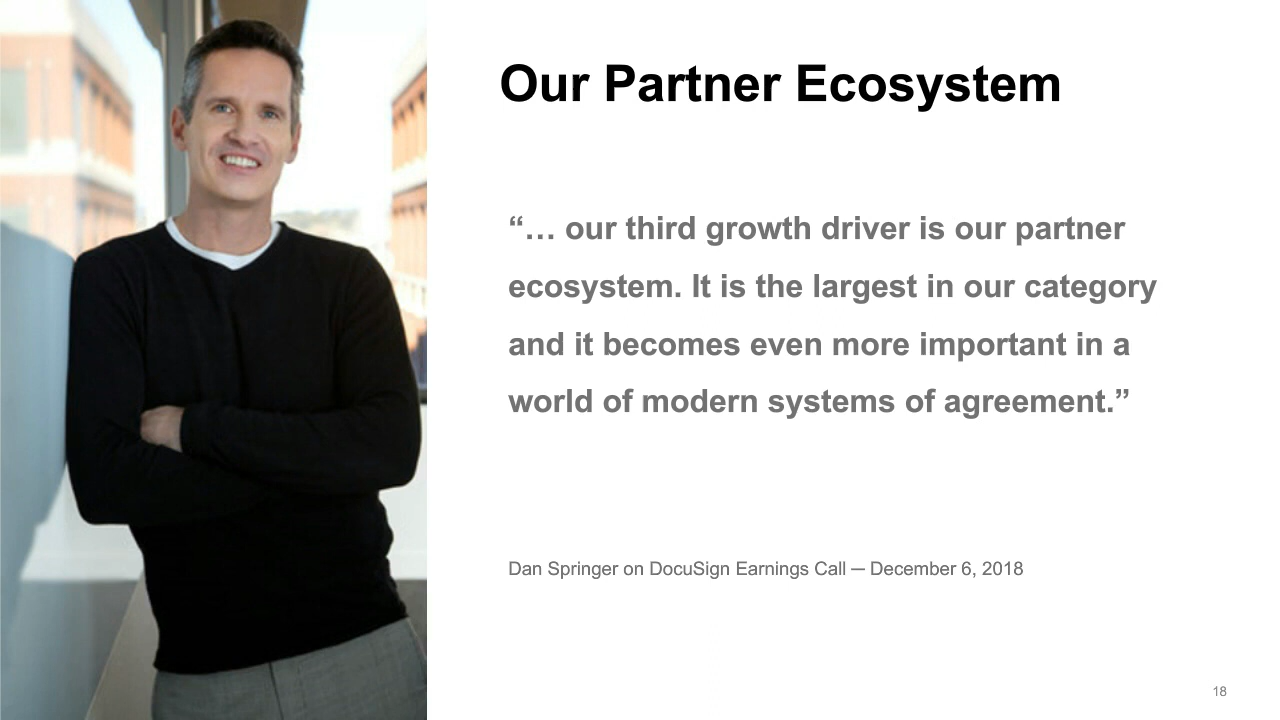 Our Partner Ecosystem
“… our third growth driver is our partner
ecosystem. It is the largest in our category
and it becomes even more important in a
world of modern systems of agreement.”
Dan Springer on DocuSign Earnings Call ─ December 6, 2018
18